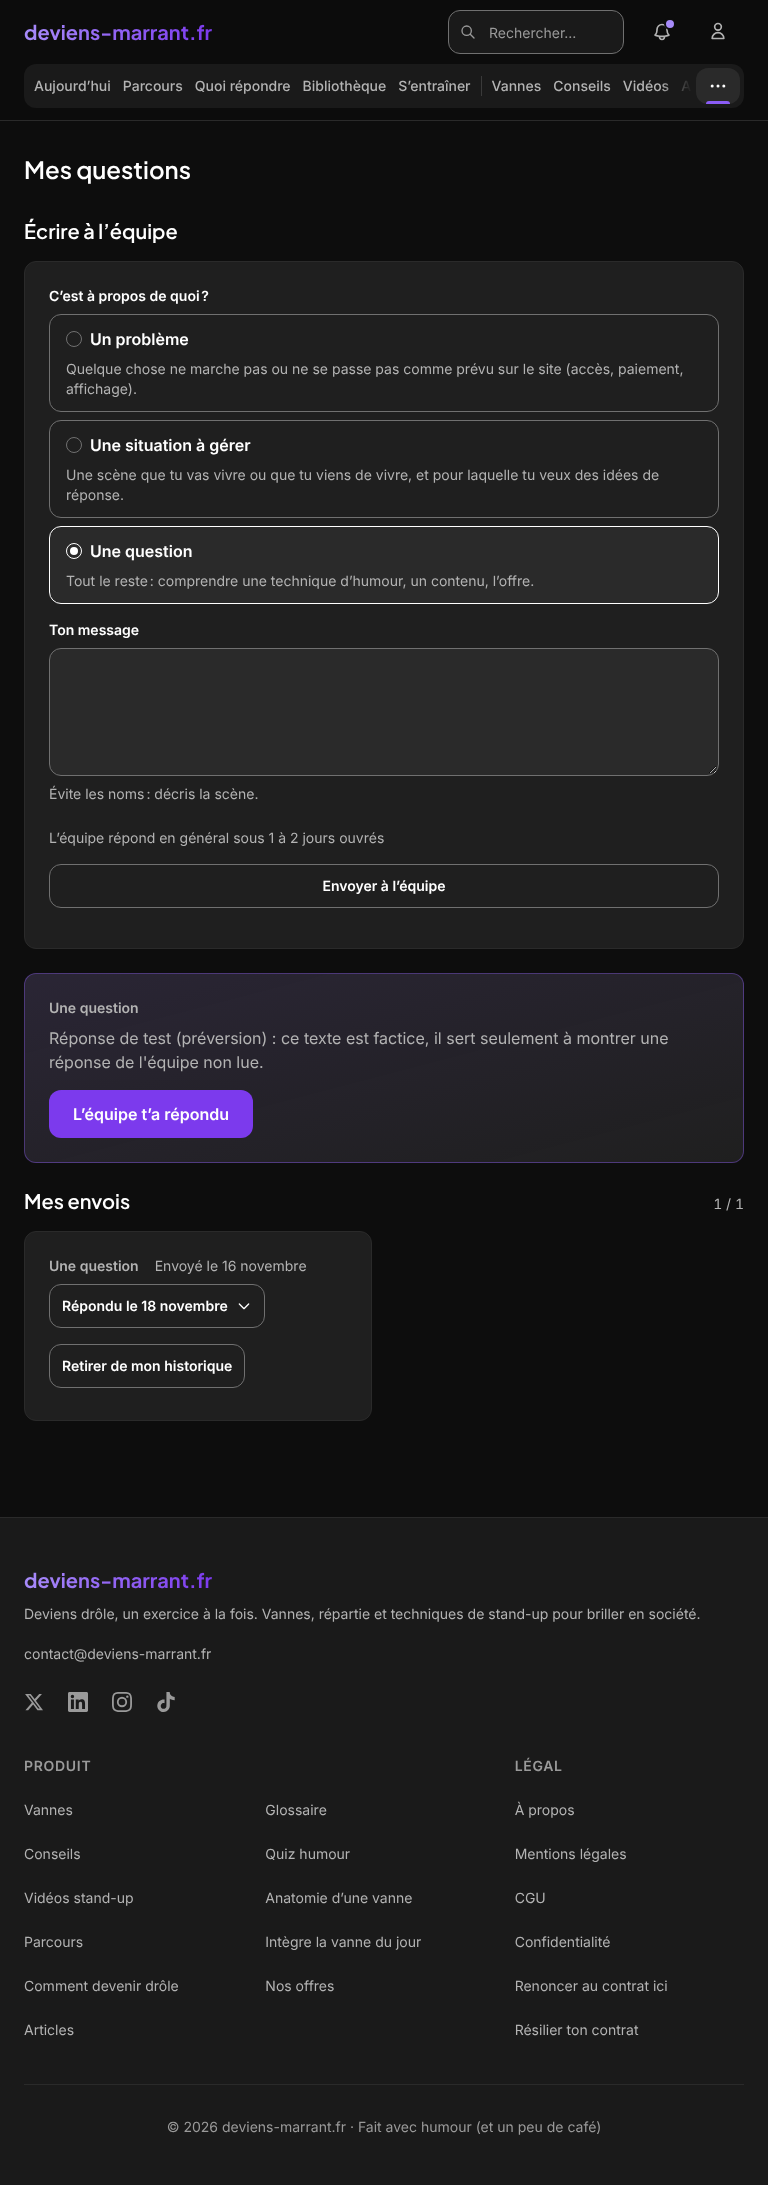 deviens-marrant.fr
Rechercher...
Aujourd’hui Parcours Quoi répondre Bibliothèque S’entraîner Vannes Conseils Vidéos A
Mes questions
Écrire à l’équipe
C’est à propos de quoi ?
Un problème
Quelque chose ne marche pas ou ne se passe pas comme prévu sur le site (accès, paiement,
affichage).
Une situation à gérer
Une scène que tu vas vivre ou que tu viens de vivre, et pour laquelle tu veux des idées de
réponse.
Une question
Tout le reste : comprendre une technique d’humour, un contenu, l’offre.
Ton message
Évite les noms : décris la scène.
L’équipe répond en général sous 1 à 2 jours ouvrés
Envoyer à l’équipe
Une question
Réponse de test (préversion) : ce texte est factice, il sert seulement à montrer une
réponse de l'équipe non lue.
L’équipe t’a répondu
Mes envois
1 / 1
Une question Envoyé le 16 novembre
Répondu le 18 novembre
Retirer de mon historique
deviens-marrant.fr
Deviens drôle, un exercice à la fois. Vannes, répartie et techniques de stand-up pour briller en société.
contact@deviens-marrant.fr
PRODUIT
Vannes
Conseils
Vidéos stand-up
Parcours
Comment devenir drôle
Articles
Glossaire
Quiz humour
Anatomie d’une vanne
Intègre la vanne du jour
Nos offres
LÉGAL
À propos
Mentions légales
CGU
Confidentialité
Renoncer au contrat ici
Résilier ton contrat
© 2026 deviens-marrant.fr · Fait avec humour (et un peu de café)